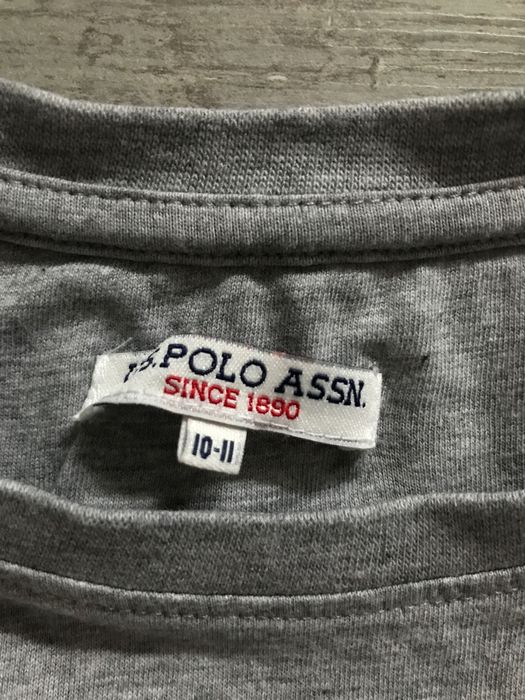 U.S. POLO ASSN.
SINCE 1890
10-11